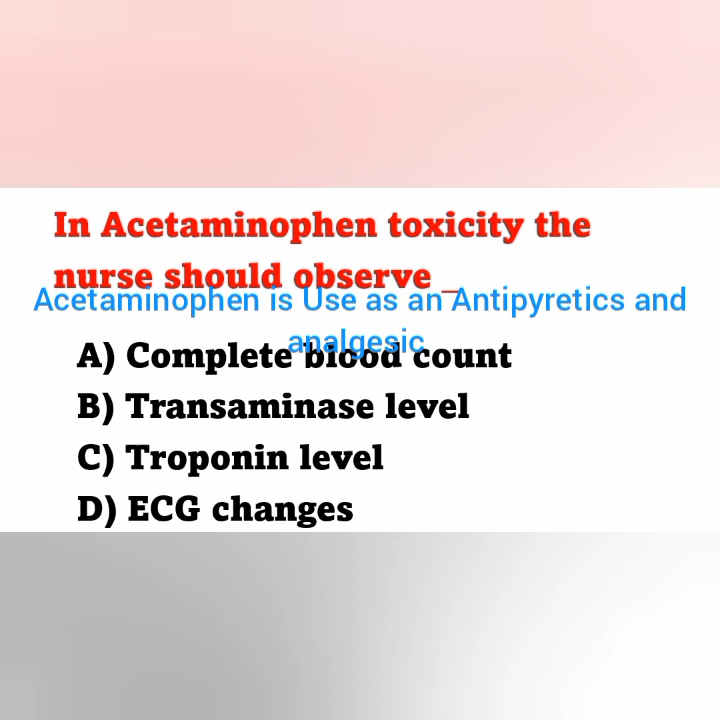 In Acetaminophen toxicity the
nurse should observe _
Acetaminophen is Use as an Antipyretics and
analgesic
A) Complete blood count
B) Transaminase level
C) Troponin level
D) ECG changes